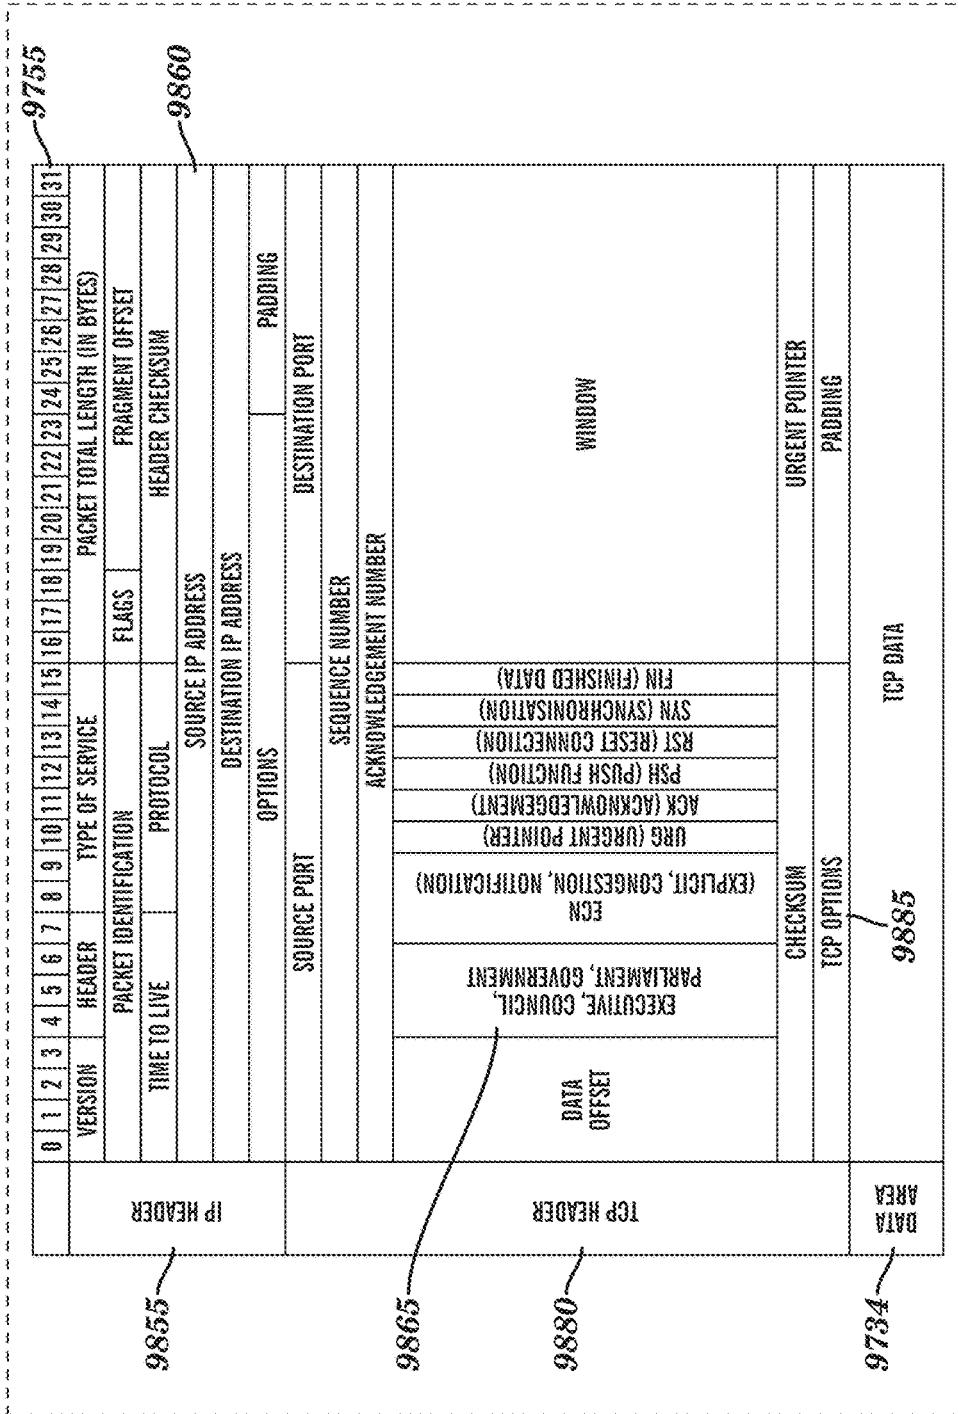 9755
0 1 2 3 4 5 6 7 8 9 10 11 12 13 14 15 16 17 18 19 20 21 22 23 24 25 26 27 28 29 30 31
9855
IP HEADER
VERSION HEADER TYPE OF SERVICE PACKET TOTAL LENGTH (IN BYTES)
PACKET IDENTIFICATION FLAGS FRAGMENT OFFSET
TIME TO LIVE PROTOCOL HEADER CHECKSUM
SOURCE IP ADDRESS
9860
DESTINATION IP ADDRESS
OPTIONS PADDING
9880
TCP HEADER
SOURCE PORT DESTINATION PORT
SEQUENCE NUMBER
ACKNOWLEDGEMENT NUMBER
DATA
OFFSET
9865
EXECUTIVE, COUNCIL,
PARLIAMENT, GOVERNMENT
ECN
(EXPLICIT, CONGESTION, NOTIFICATION)
URG (URGENT POINTER)
ACK (ACKNOWLEDGEMENT)
PSH (PUSH FUNCTION)
RST (RESET CONNECTION)
SYN (SYNCHRONISATION)
FIN (FINISHED DATA)
WINDOW
CHECKSUM URGENT POINTER
TCP OPTIONS PADDING
9885
9734
DATA
AREA
TCP DATA